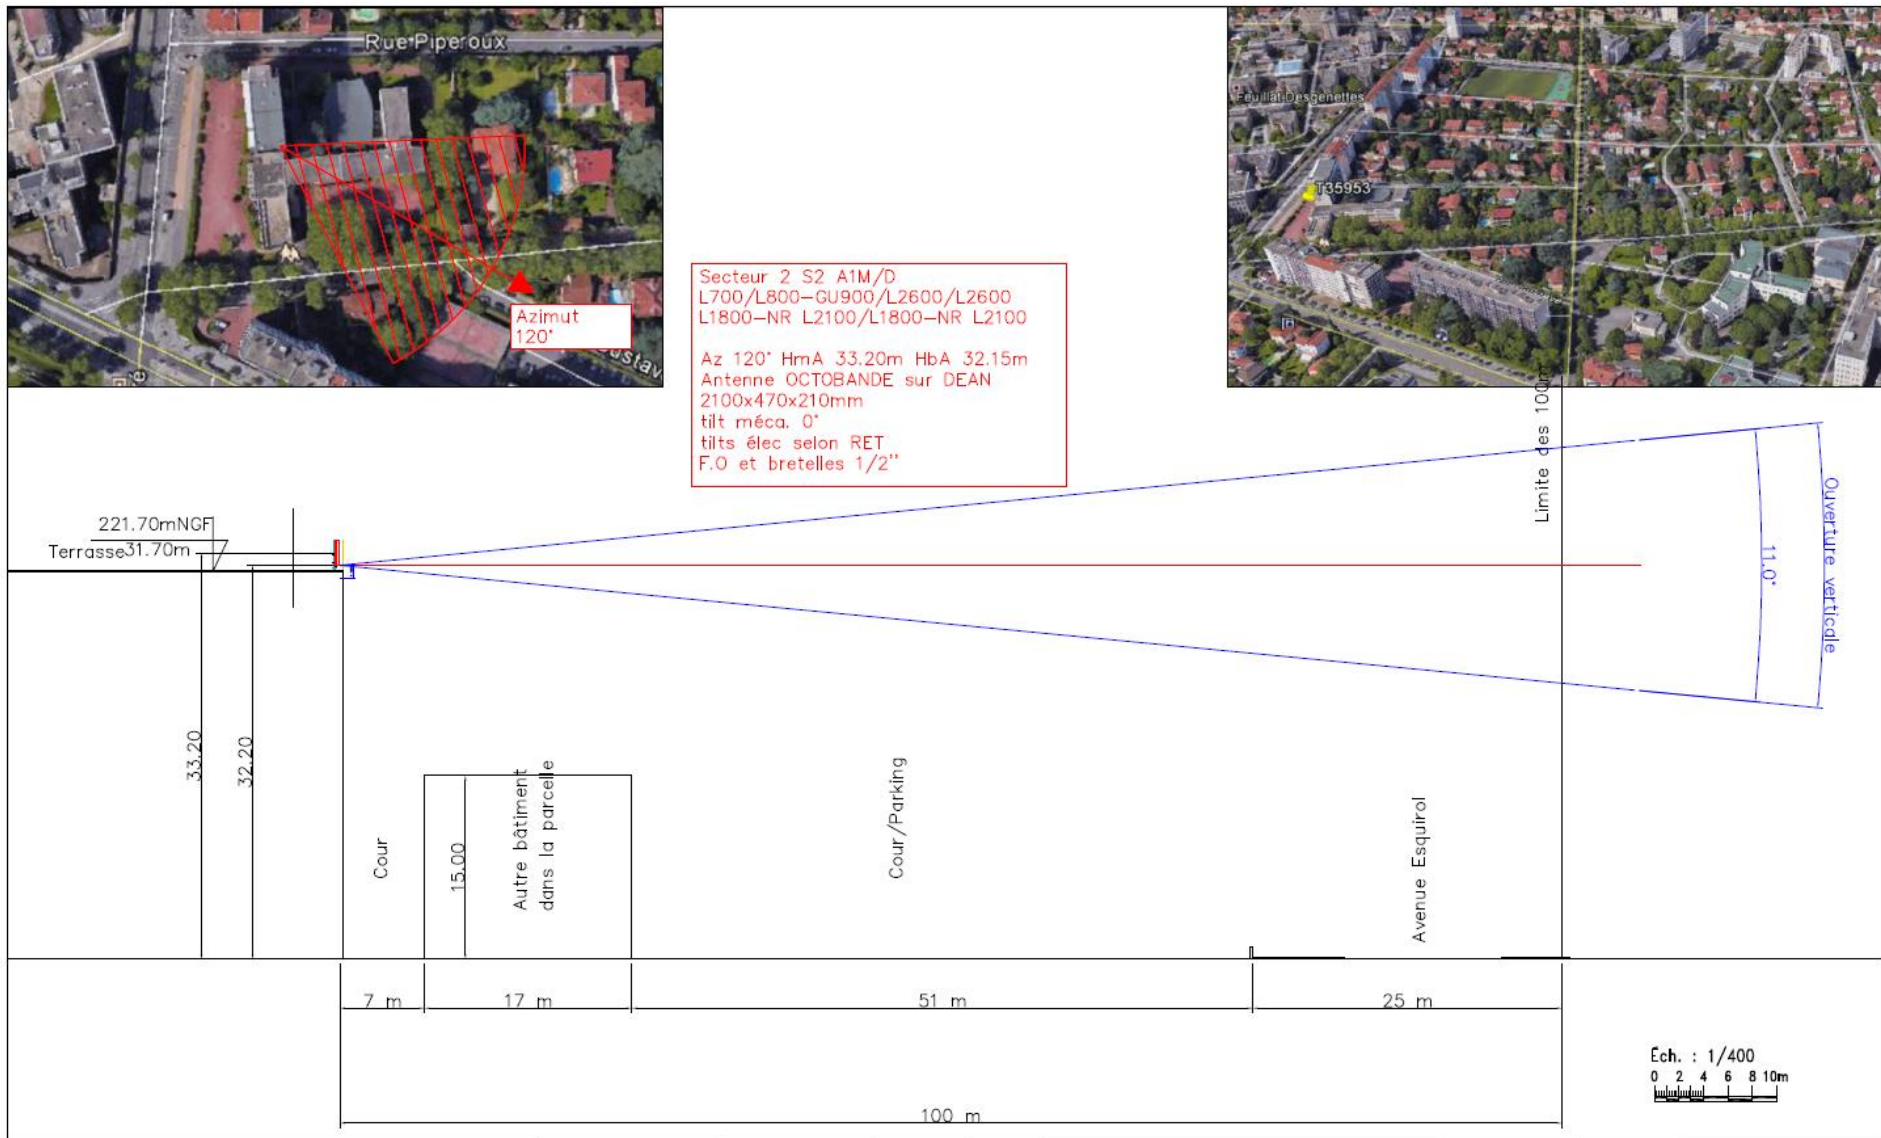 Rue Piperoux
Azimut
120°
Feuillat-Desgenettes
T35953
Secteur 2 S2 A1M/D
L700/L800-GU900/L2600/L2600
L1800-NR L2100/L1800-NR L2100
Az 120° HmA 33.20m HbA 32.15m
Antenne OCTOBANDE sur DEAN
2100x470x210mm
tilt méca. 0°
tilts élec selon RET
F.O et bretelles 1/2''
Limite des 100m
221.70mNGF
Terrasse 31.70m
Ouverture verticale
11.0°
33.20
32.20
Cour
15.00
Autre bâtiment
dans la parcelle
Cour/Parking
Avenue Esquirol
7 m
17 m
51 m
25 m
100 m
Éch. : 1/400
0 2 4 6 8 10m